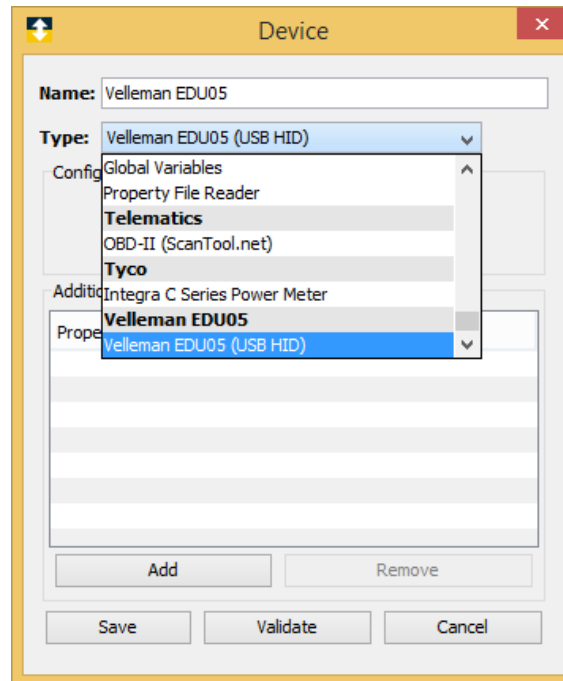 Device
Name: Velleman EDU05
Type: Velleman EDU05 (USB HID)
Config
Global Variables
Property File Reader
Telematics
OBD-II (ScanTool.net)
Tyco
Additio
Integra C Series Power Meter
Velleman EDU05
Prope
Velleman EDU05 (USB HID)
Add Remove
Save Validate Cancel